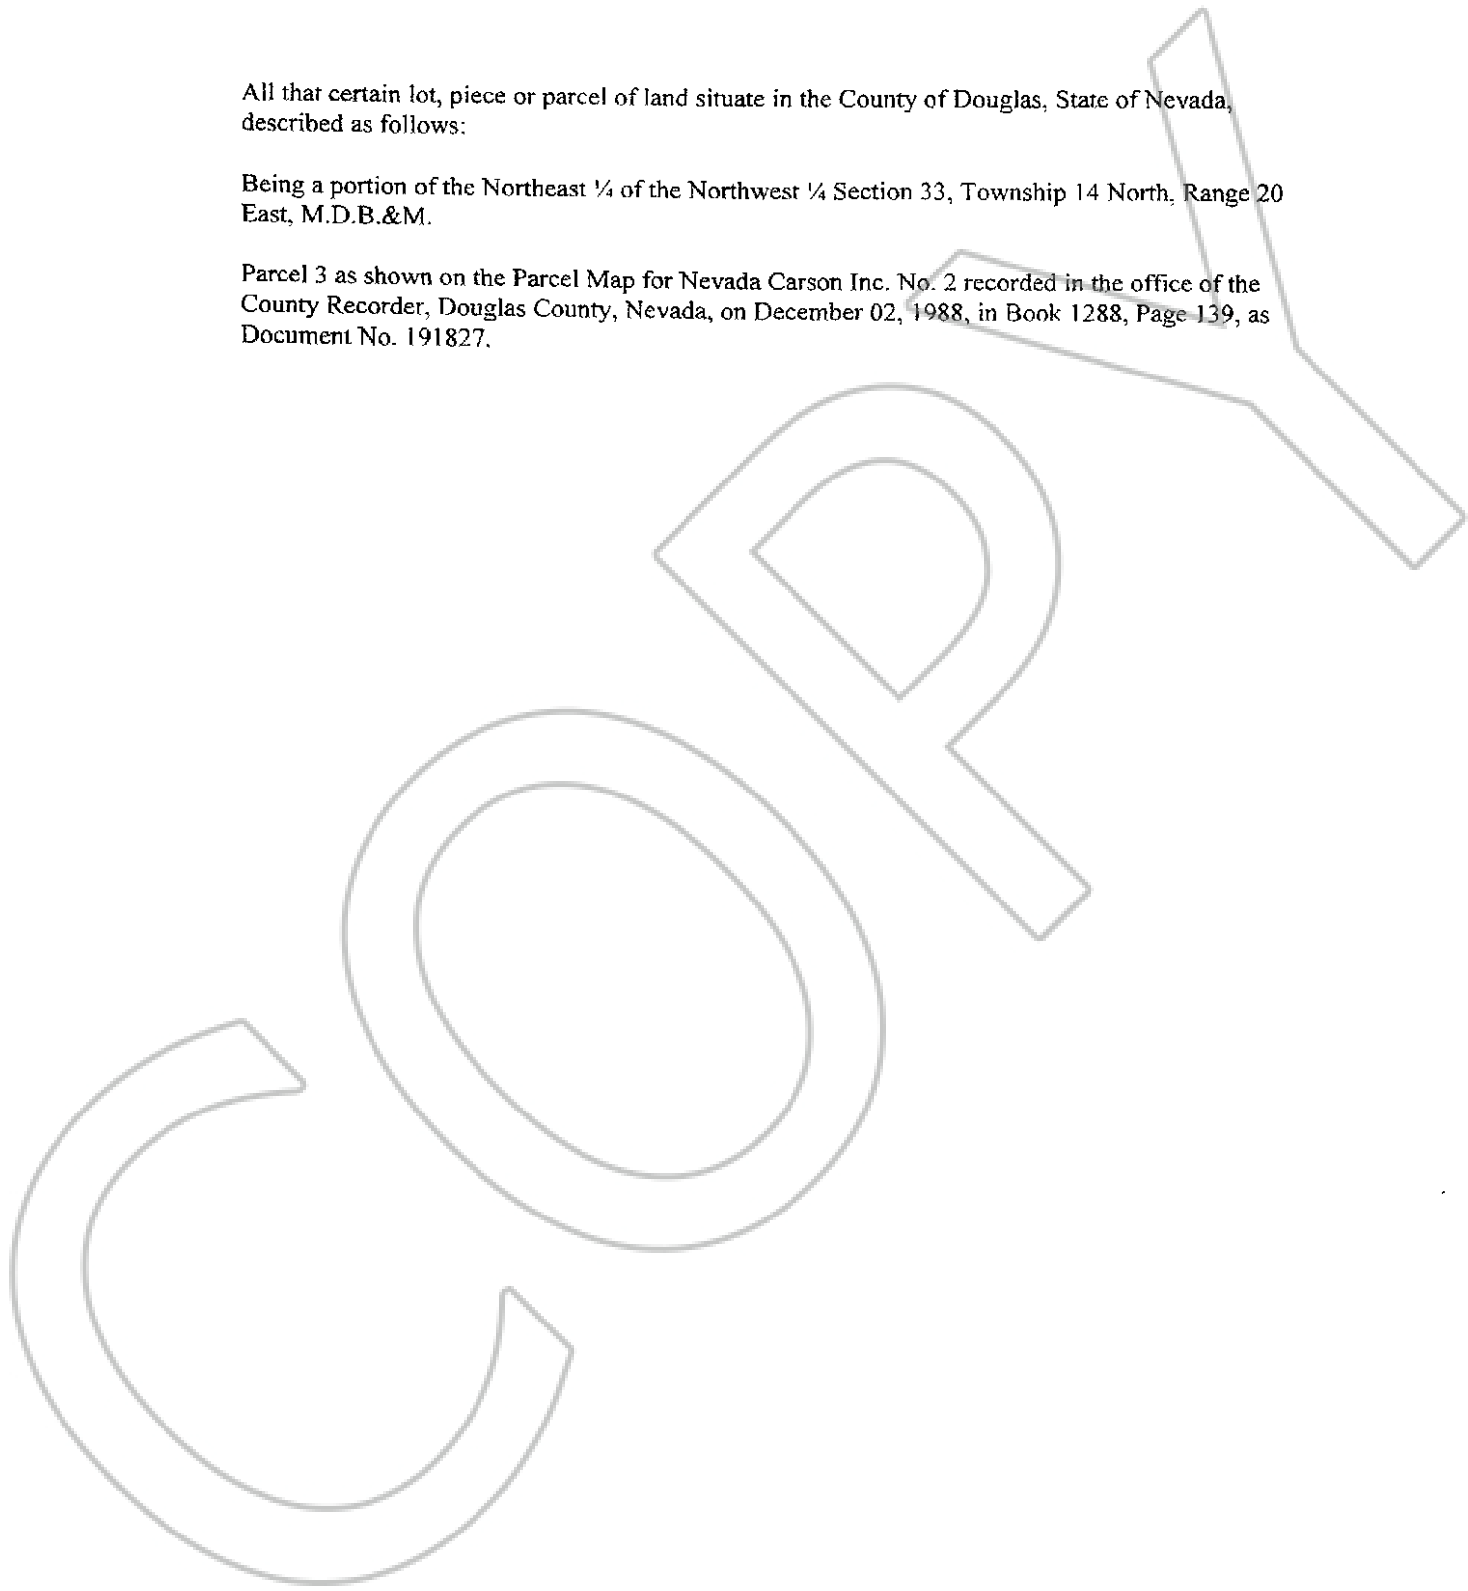 All that certain lot, piece or parcel of land situate in the County of Douglas, State of Nevada,
described as follows:
Being a portion of the Northeast ¼ of the Northwest ¼ Section 33, Township 14 North, Range 20
East, M.D.B.&M.
Parcel 3 as shown on the Parcel Map for Nevada Carson Inc. No. 2 recorded in the office of the
County Recorder, Douglas County, Nevada, on December 02, 1988, in Book 1288, Page 139, as
Document No. 191827.
COPY